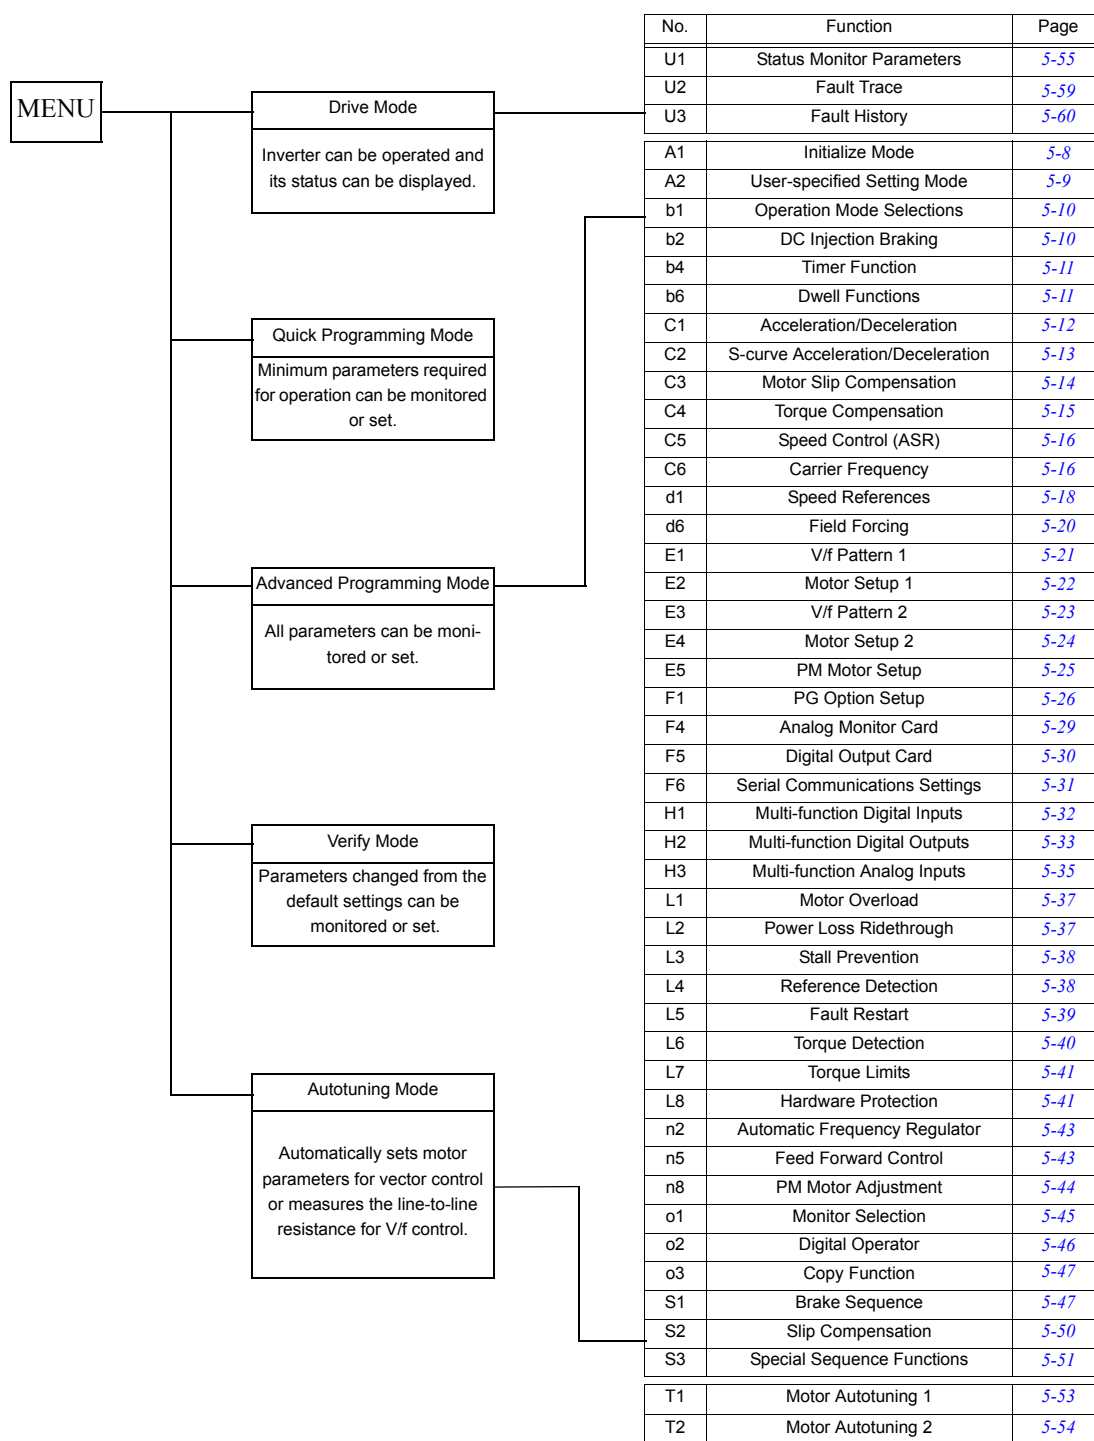 MENU
Drive Mode
Inverter can be operated and
its status can be displayed.
Quick Programming Mode
Minimum parameters required
for operation can be monitored
or set.
Advanced Programming Mode
All parameters can be moni-
tored or set.
Verify Mode
Parameters changed from the
default settings can be
monitored or set.
Autotuning Mode
Automatically sets motor
parameters for vector control
or measures the line-to-line
resistance for V/f control.
No. Function Page
U1 Status Monitor Parameters 5-55
U2 Fault Trace 5-59
U3 Fault History 5-60
A1 Initialize Mode 5-8
A2 User-specified Setting Mode 5-9
b1 Operation Mode Selections 5-10
b2 DC Injection Braking 5-10
b4 Timer Function 5-11
b6 Dwell Functions 5-11
C1 Acceleration/Deceleration 5-12
C2 S-curve Acceleration/Deceleration 5-13
C3 Motor Slip Compensation 5-14
C4 Torque Compensation 5-15
C5 Speed Control (ASR) 5-16
C6 Carrier Frequency 5-16
d1 Speed References 5-18
d6 Field Forcing 5-20
E1 V/f Pattern 1 5-21
E2 Motor Setup 1 5-22
E3 V/f Pattern 2 5-23
E4 Motor Setup 2 5-24
E5 PM Motor Setup 5-25
F1 PG Option Setup 5-26
F4 Analog Monitor Card 5-29
F5 Digital Output Card 5-30
F6 Serial Communications Settings 5-31
H1 Multi-function Digital Inputs 5-32
H2 Multi-function Digital Outputs 5-33
H3 Multi-function Analog Inputs 5-35
L1 Motor Overload 5-37
L2 Power Loss Ridethrough 5-37
L3 Stall Prevention 5-38
L4 Reference Detection 5-38
L5 Fault Restart 5-39
L6 Torque Detection 5-40
L7 Torque Limits 5-41
L8 Hardware Protection 5-41
n2 Automatic Frequency Regulator 5-43
n5 Feed Forward Control 5-43
n8 PM Motor Adjustment 5-44
o1 Monitor Selection 5-45
o2 Digital Operator 5-46
o3 Copy Function 5-47
S1 Brake Sequence 5-47
S2 Slip Compensation 5-50
S3 Special Sequence Functions 5-51
T1 Motor Autotuning 1 5-53
T2 Motor Autotuning 2 5-54